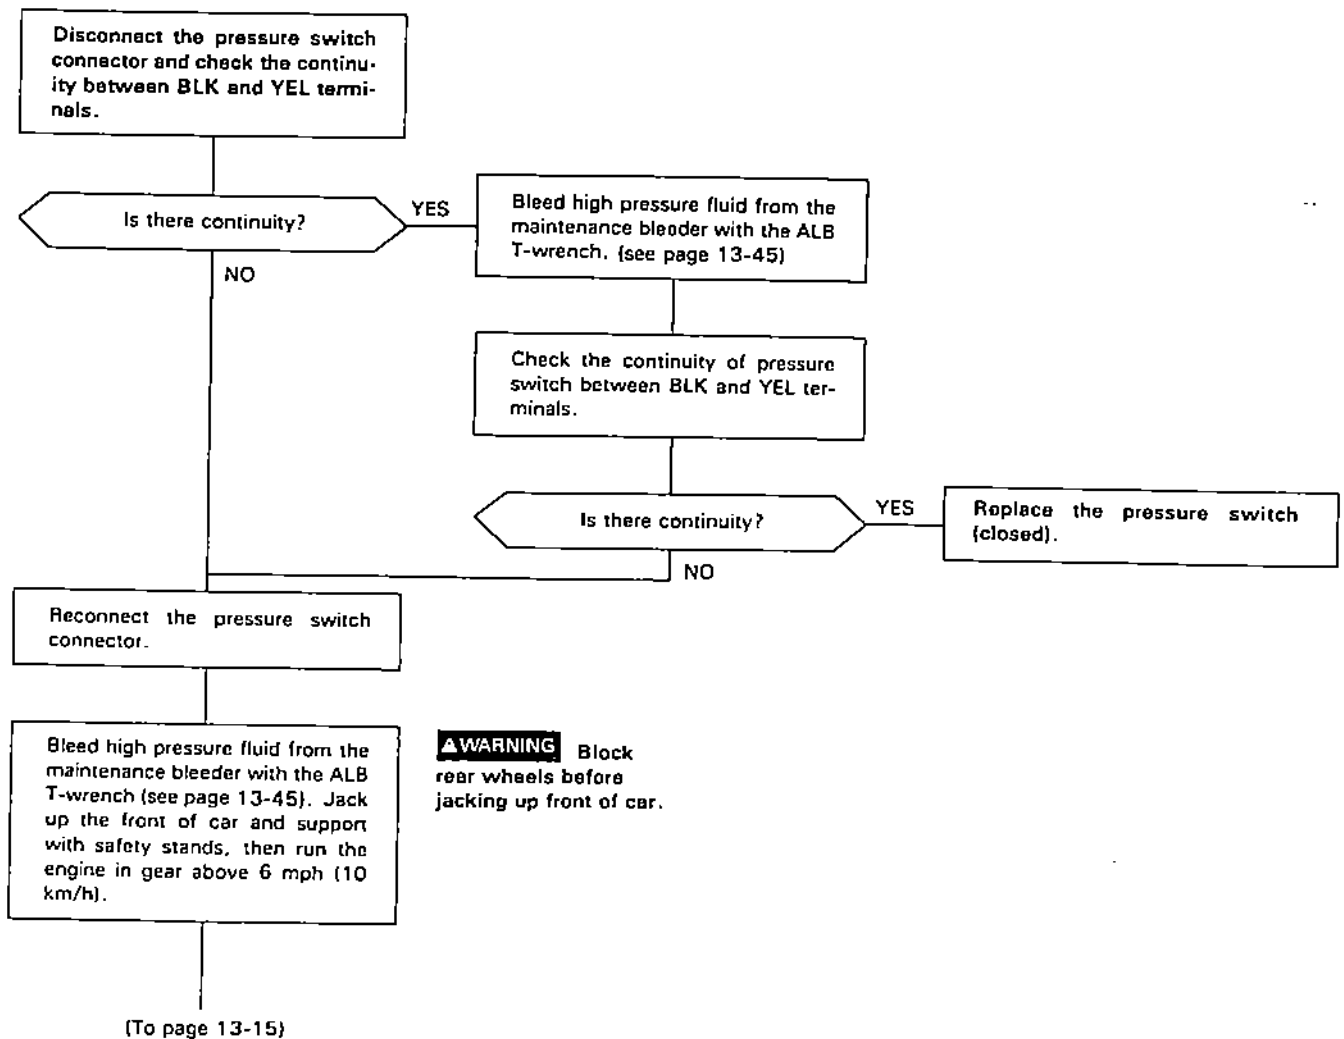 Disconnect the pressure switch
connector and check the continu-
ity between BLK and YEL termi-
nals.
Is there continuity?
YES
NO
Bleed high pressure fluid from the
maintenance bleeder with the ALB
T-wrench. (see page 13-45)
Check the continuity of pressure
switch between BLK and YEL ter-
minals.
Is there continuity?
YES
NO
Replace the pressure switch
(closed).
Reconnect the pressure switch
connector.
Bleed high pressure fluid from the
maintenance bleeder with the ALB
T-wrench (see page 13-45). Jack
up the front of car and support
with safety stands, then run the
engine in gear above 6 mph (10
km/h).
▲WARNING Block
rear wheels before
jacking up front of car.
(To page 13-15)